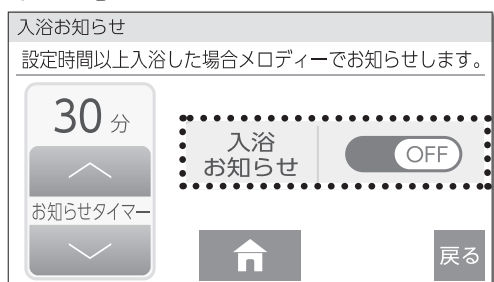 入浴お知らせ
設定時間以上入浴した場合メロディーでお知らせします。
30分
お知らせタイマー
入浴
お知らせ
OFF
戻る